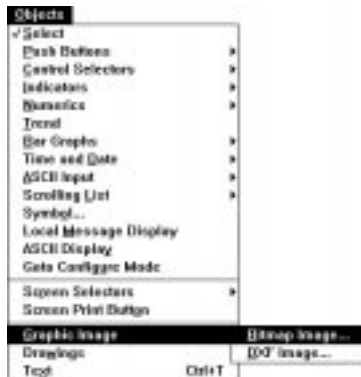 Objects
✓Select
Push Buttons
Control Selectors
Indicators
Numerics
Trend
Bar Graphs
Time and Date
ASCII Input
Scrolling List
Symbol...
Local Message Display
ASCII Display
Goto Configure Mode
Screen Selectors
Screen Print Button
Graphic Image
Bitmap Image...
Drawings
DXF Image...
Text Ctrl+T